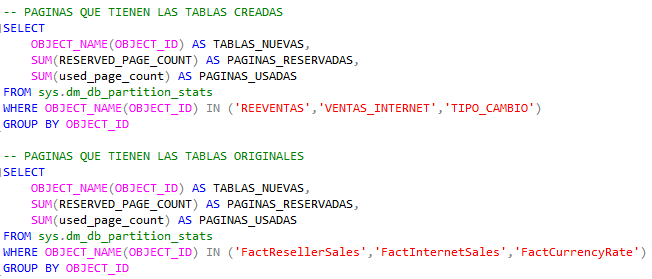 -- PAGINAS QUE TIENEN LAS TABLAS CREADAS
SELECT
OBJECT_NAME(OBJECT_ID) AS TABLAS_NUEVAS,
SUM(RESERVED_PAGE_COUNT) AS PAGINAS_RESERVADAS,
SUM(used_page_count) AS PAGINAS_USADAS
FROM sys.dm_db_partition_stats
WHERE OBJECT_NAME(OBJECT_ID) IN ('REEVENTAS','VENTAS_INTERNET','TIPO_CAMBIO')
GROUP BY OBJECT_ID
-- PAGINAS QUE TIENEN LAS TABLAS ORIGINALES
SELECT
OBJECT_NAME(OBJECT_ID) AS TABLAS_NUEVAS,
SUM(RESERVED_PAGE_COUNT) AS PAGINAS_RESERVADAS,
SUM(used_page_count) AS PAGINAS_USADAS
FROM sys.dm_db_partition_stats
WHERE OBJECT_NAME(OBJECT_ID) IN ('FactResellerSales','FactInternetSales','FactCurrencyRate')
GROUP BY OBJECT_ID